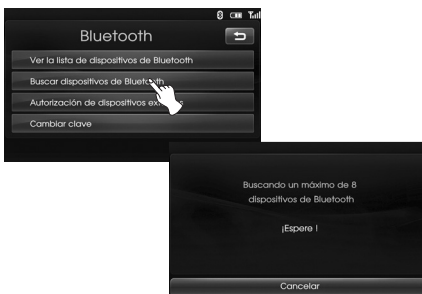 Bluetooth
Ver la lista de dispositivos de Bluetooth
Buscar dispositivos de Bluetooth
Autorización de dispositivos
Cambiar clave
Buscando un máximo de 8
dispositivos de Bluetooth
¡Espere !
Cancelar